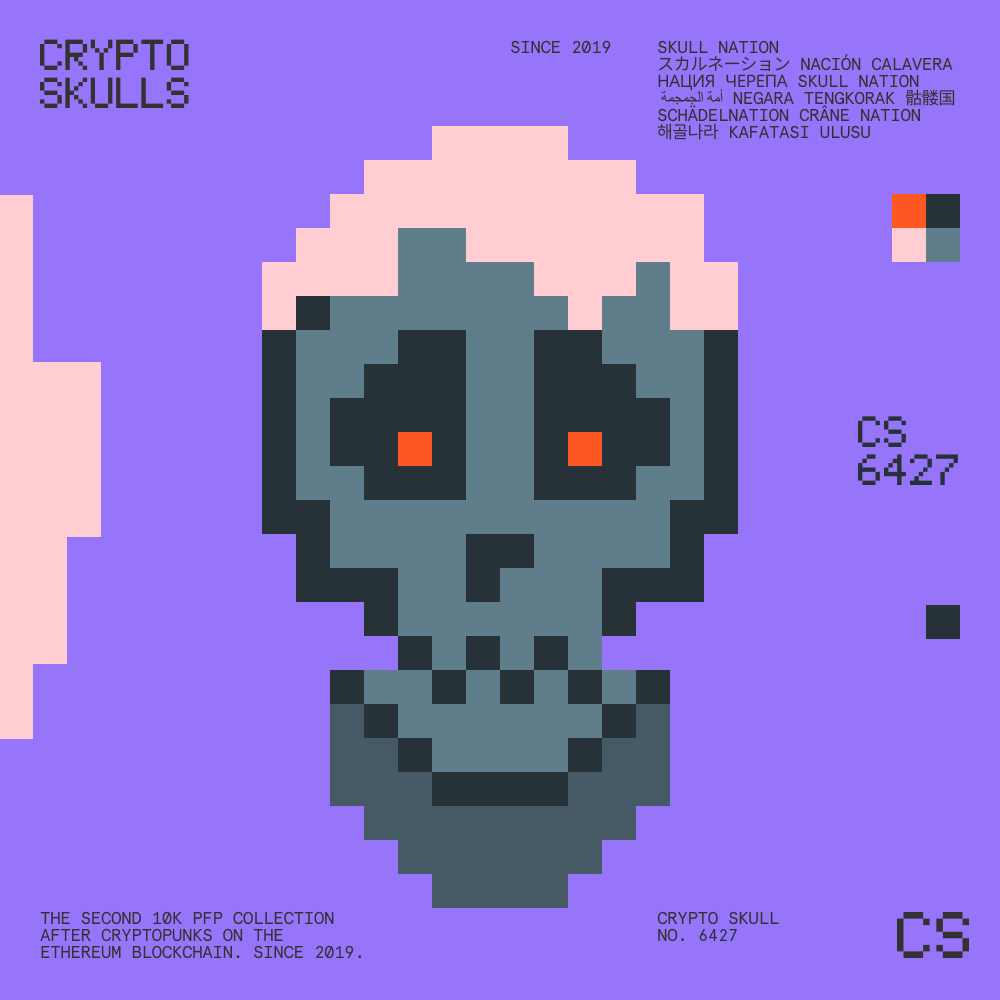 CRYPTO
SKULLS
SINCE 2019
SKULL NATION
スカルネーション NACIÓN CALAVERA
НАЦИЯ ЧЕРЕПА SKULL NATION
أمة الجمجمة NEGARA TENGKORAK 骷髅国
SCHÄDELNATION CRÂNE NATION
해골나라 KAFATASI ULUSU
CS
6427
THE SECOND 10K PFP COLLECTION
AFTER CRYPTOPUNKS ON THE
ETHEREUM BLOCKCHAIN. SINCE 2019.
CRYPTO SKULL
NO. 6427
CS